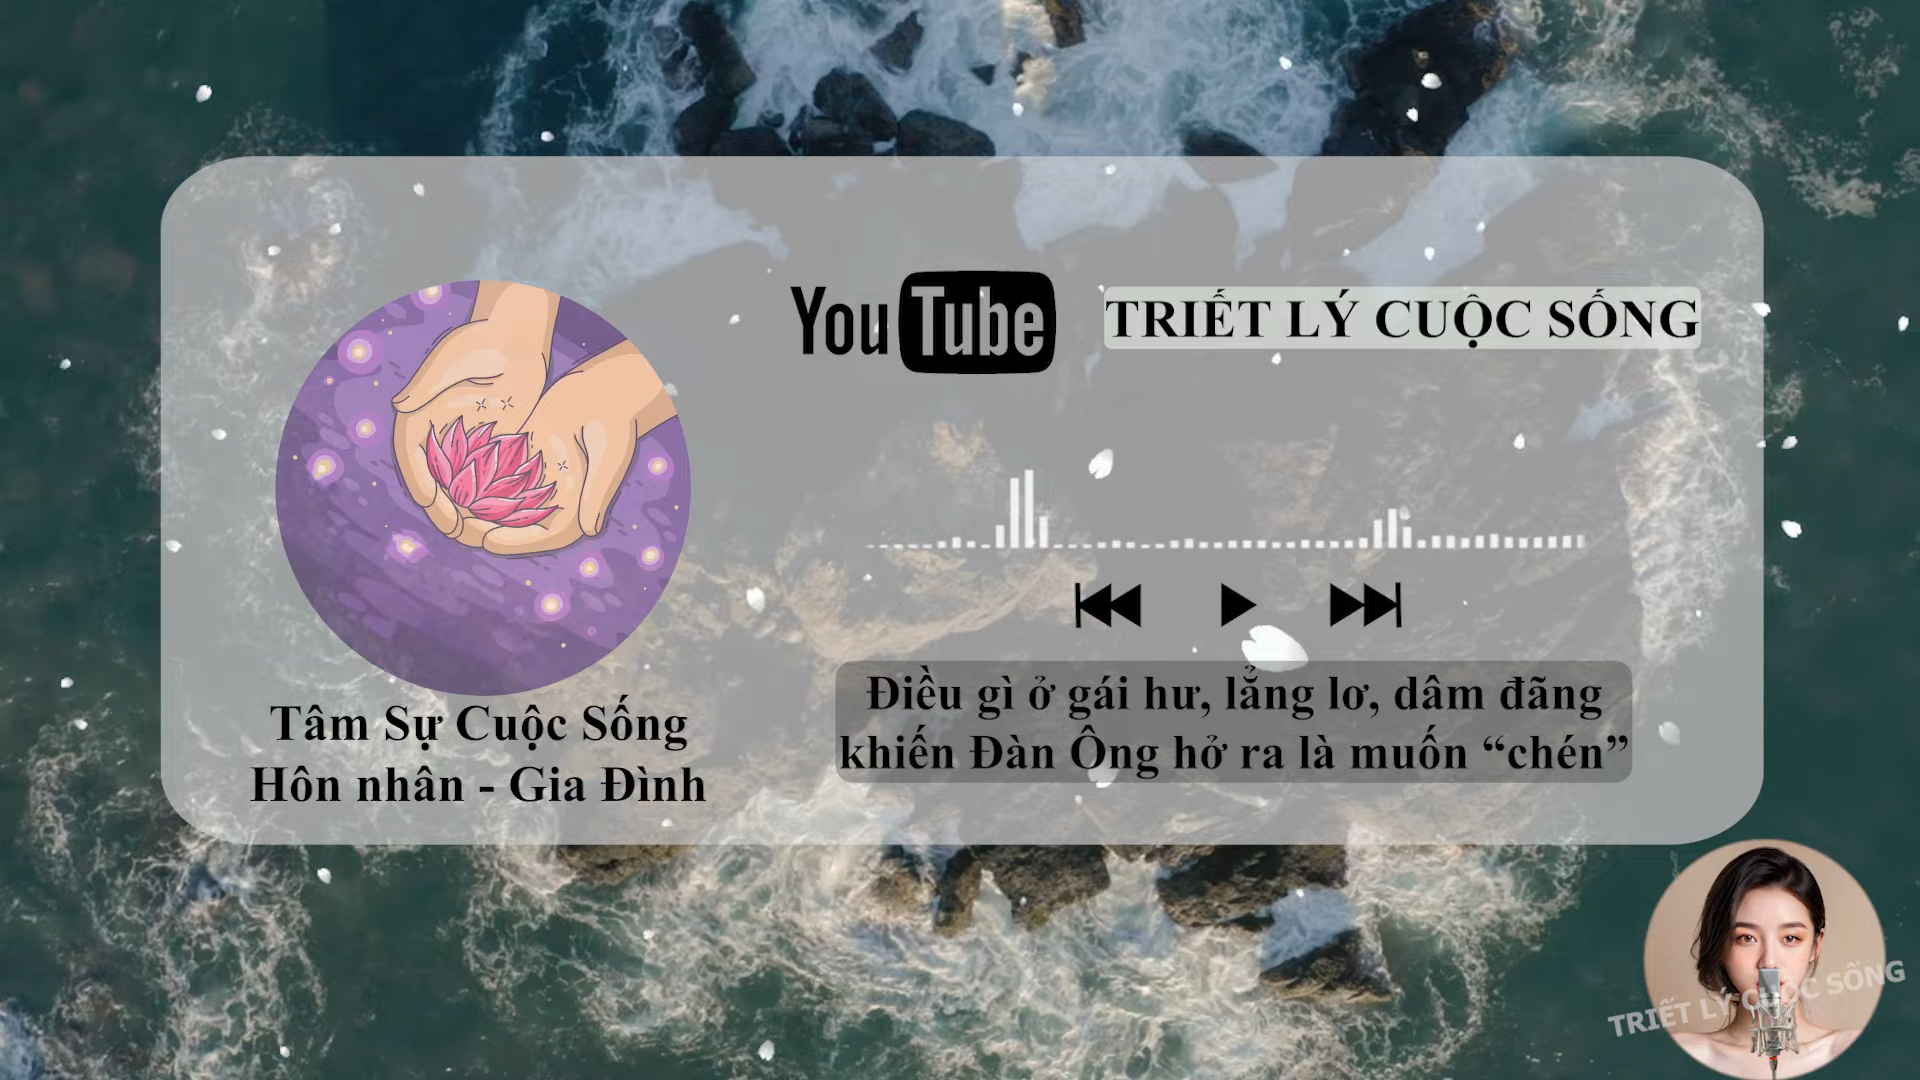 YouTube
TRIẾT LÝ CUỘC SỐNG
Tâm Sự Cuộc Sống
Hôn nhân - Gia Đình
Điều gì ở gái hư, lẳng lơ, dâm đãng
khiến Đàn Ông hở ra là muốn “chén”
TRIẾT LÝ CUỘC SỐNG